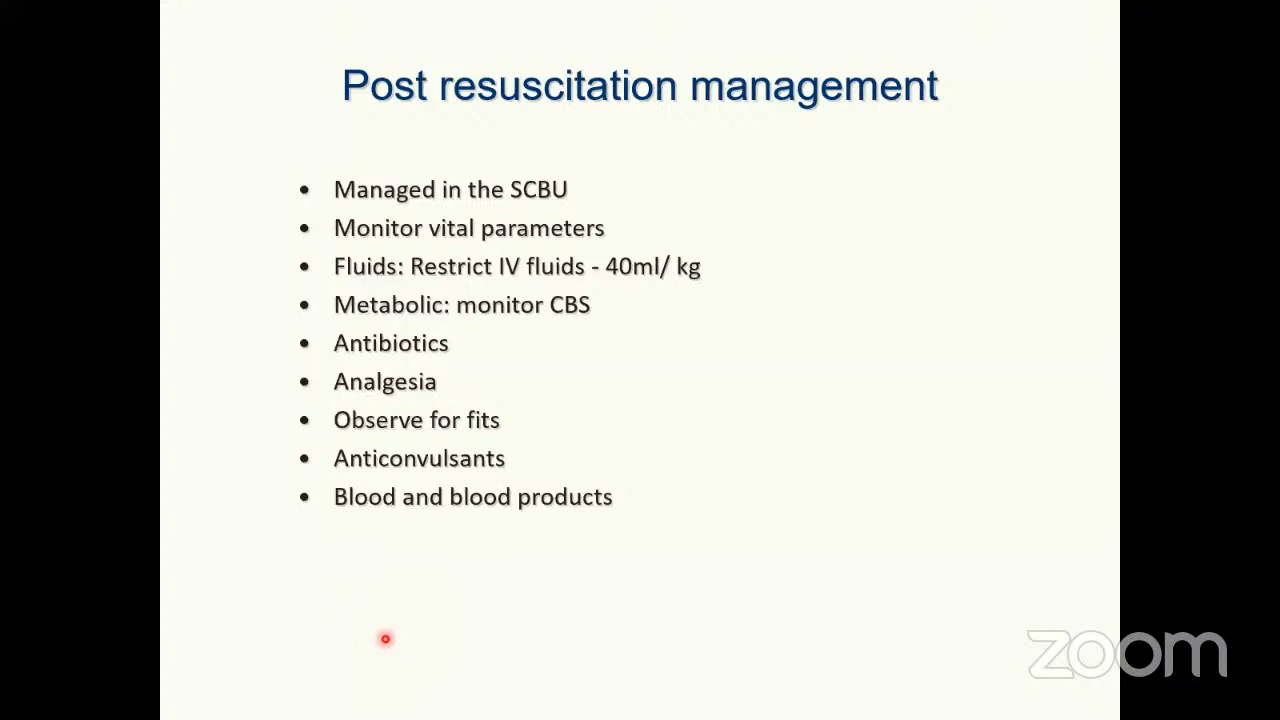 Post resuscitation management
• Managed in the SCBU
• Monitor vital parameters
• Fluids: Restrict IV fluids - 40ml/ kg
• Metabolic: monitor CBS
• Antibiotics
• Analgesia
• Observe for fits
• Anticonvulsants
• Blood and blood products
zoom